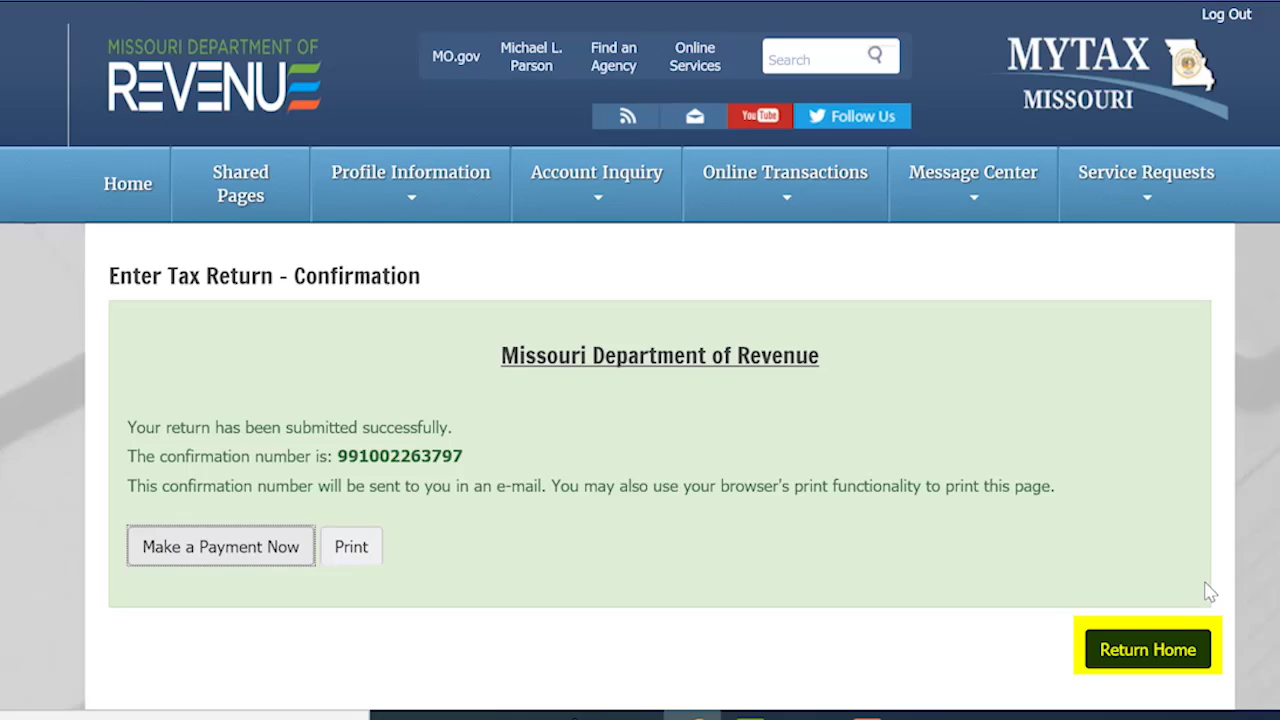 Log Out
MISSOURI DEPARTMENT OF
REVENUE
MO.gov
Michael L.
Parson
Find an
Agency
Online
Services
Search
MYTAX
MISSOURI
YouTube
Follow Us
Home
Shared
Pages
Profile Information
Account Inquiry
Online Transactions
Message Center
Service Requests
Enter Tax Return - Confirmation
Missouri Department of Revenue
Your return has been submitted successfully.
The confirmation number is: 991002263797
This confirmation number will be sent to you in an e-mail. You may also use your browser's print functionality to print this page.
Make a Payment Now
Print
Return Home